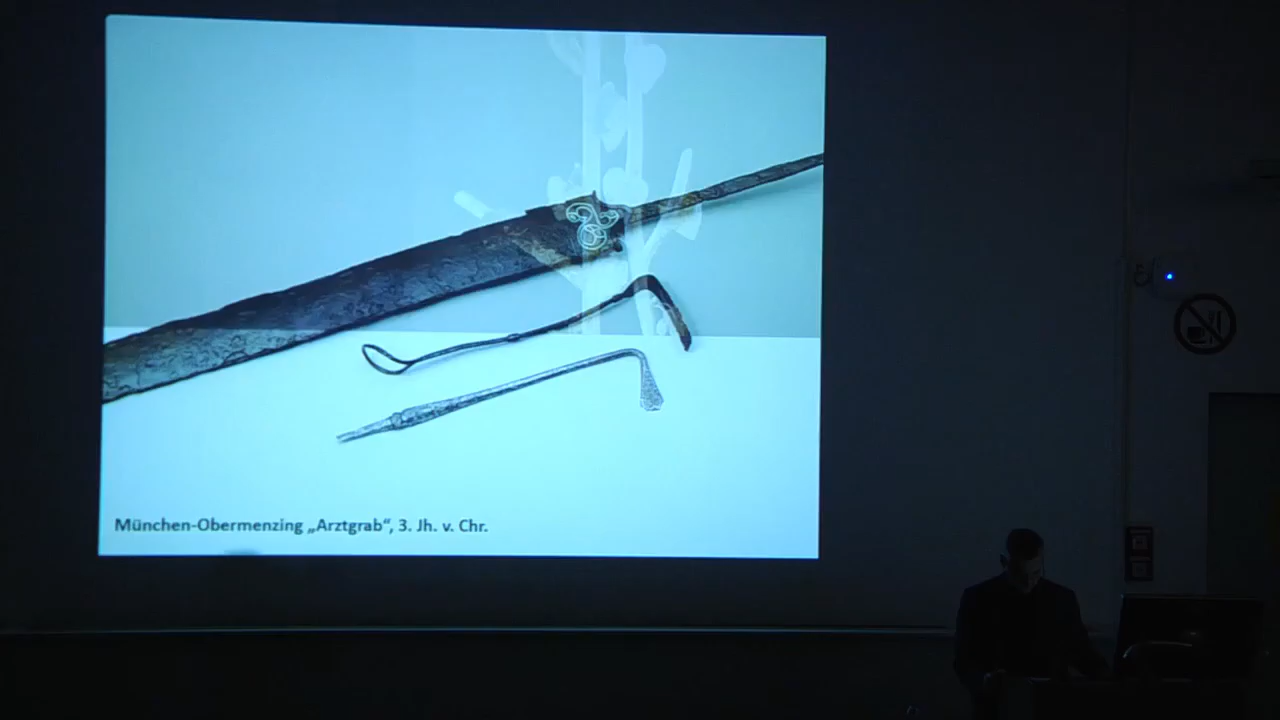 München-Obermenzing „Arztgrab“, 3. Jh. v. Chr.